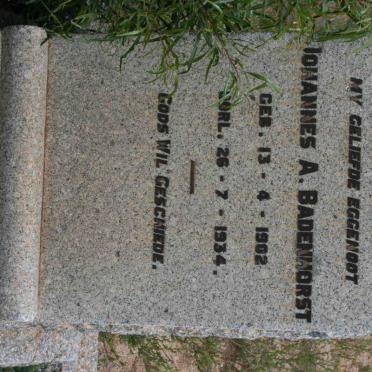 MY GELIEFDE EGGENOOT
JOHANNES A. BADENHORST
GEB. 13 - 4 - 1902
OORL. 26 - 7 - 1934.
GODS WIL GESCHIEDE.